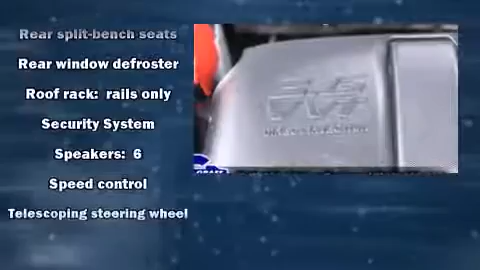 Rear split-bench seats
Rear window defroster
Roof rack: rails only
Security System
Speakers: 6
Speed control
Telescoping steering wheel